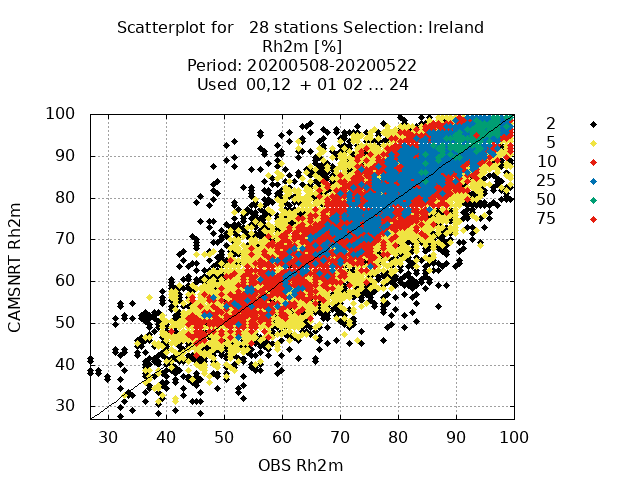 Scatterplot for 28 stations Selection: Ireland
Rh2m [%]
Period: 20200508-20200522
Used 00,12 + 01 02 ... 24
100
90
80
70
60
50
40
30
CAMSNRT Rh2m
30 40 50 60 70 80 90 100
OBS Rh2m
2
5
10
25
50
75